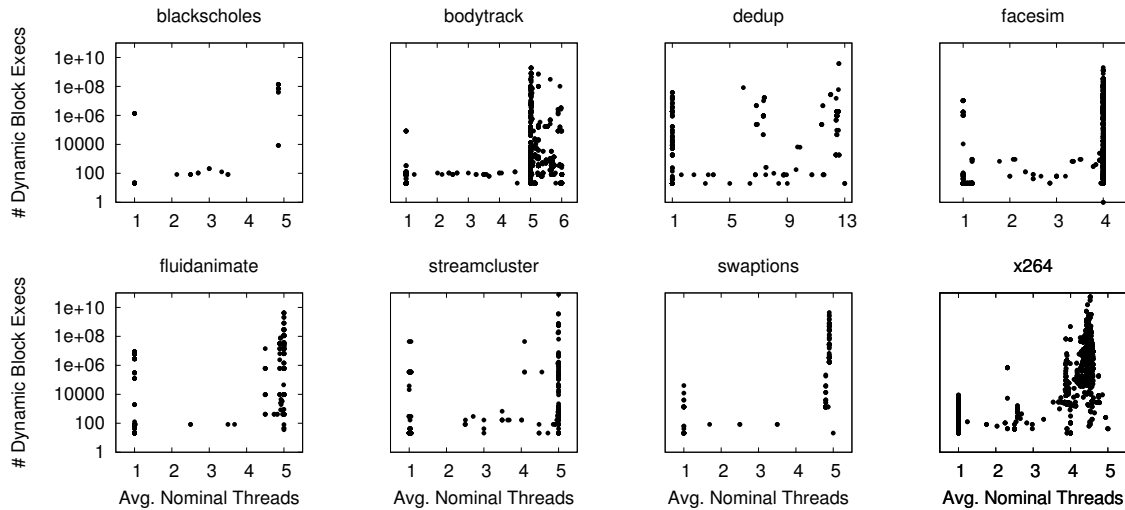 blackscholes bodytrack dedup facesim
# Dynamic Block Execs
1e+10
1e+08
1e+06
10000
100
1
1 2 3 4 5 1 2 3 4 5 6 1 5 9 13 1 2 3 4
fluidanimate streamcluster swaptions x264
# Dynamic Block Execs
1e+10
1e+08
1e+06
10000
100
1
1 2 3 4 5 1 2 3 4 5 1 2 3 4 5 1 2 3 4 5
Avg. Nominal Threads Avg. Nominal Threads Avg. Nominal Threads Avg. Nominal Threads